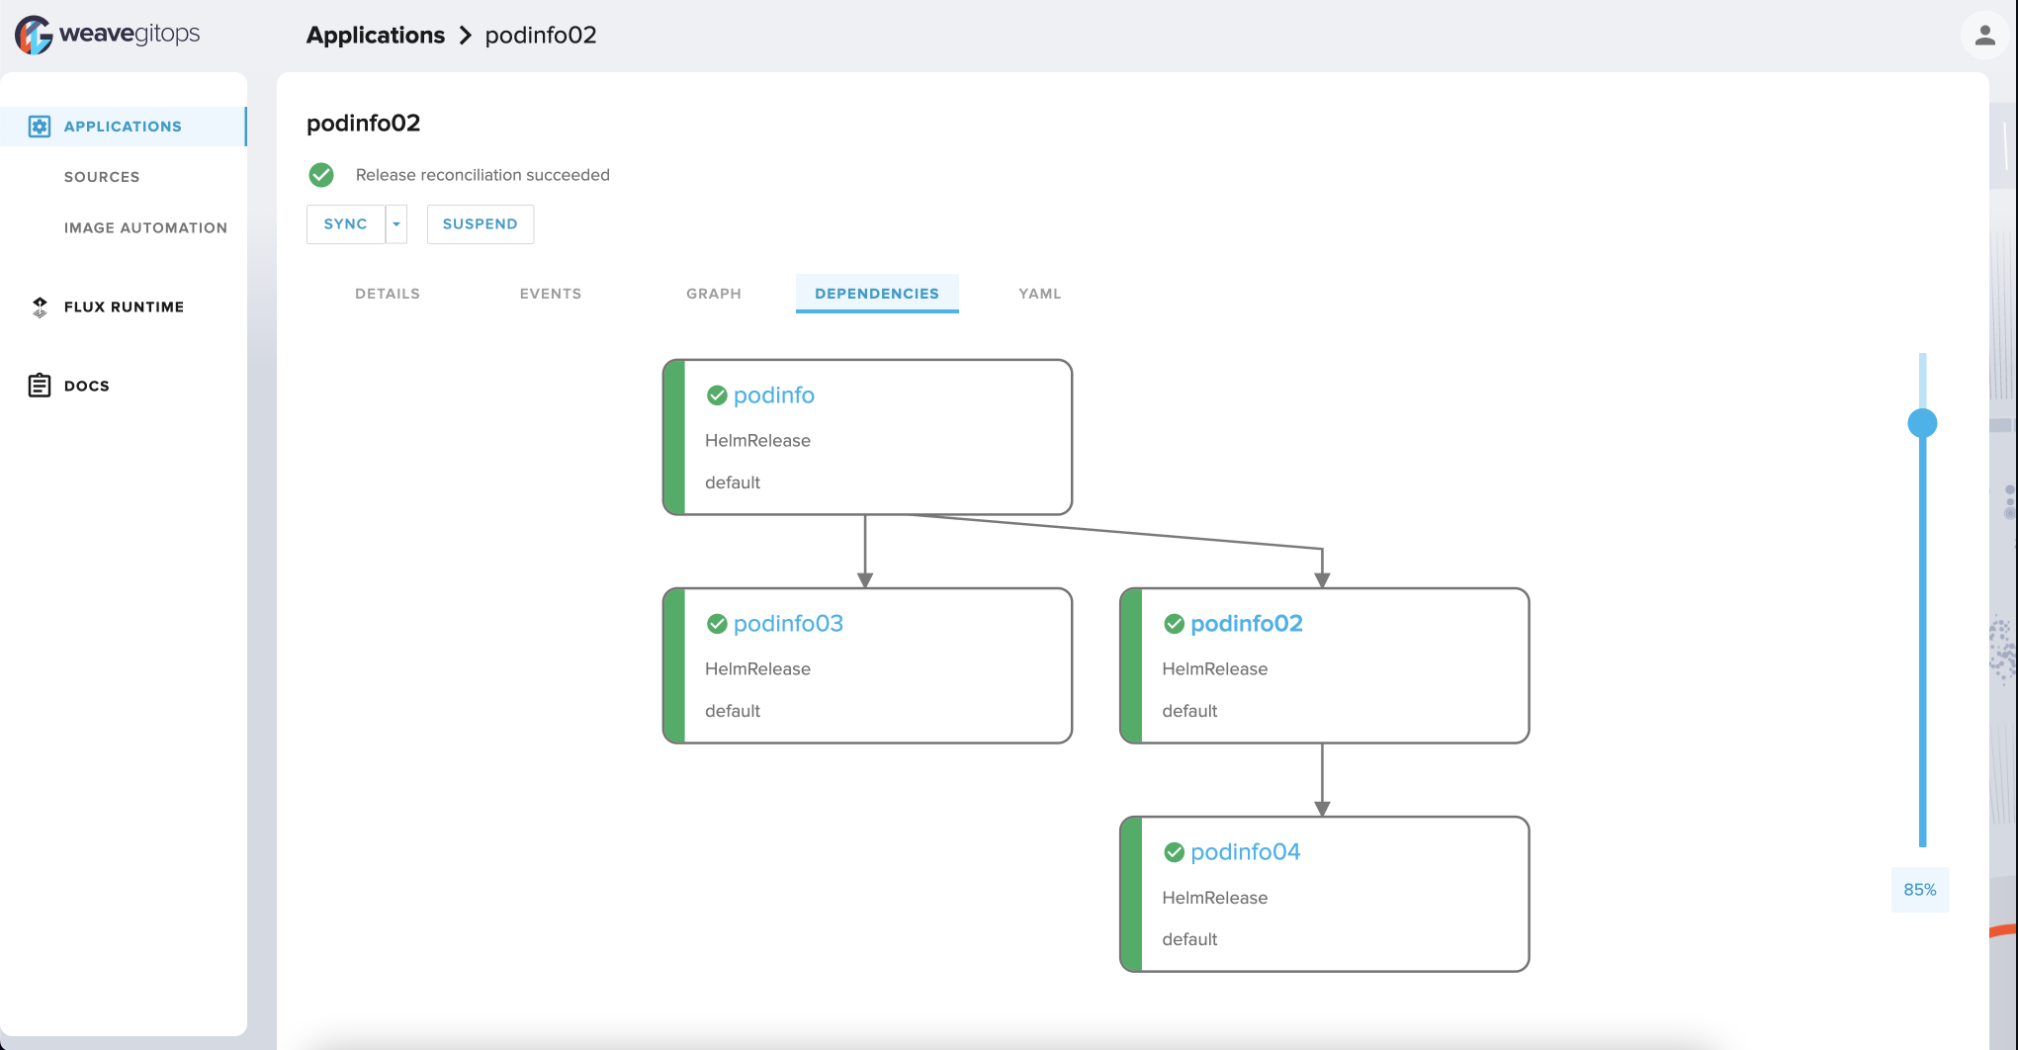 weavegitops
Applications > podinfo02
APPLICATIONS
SOURCES
IMAGE AUTOMATION
FLUX RUNTIME
DOCS
podinfo02
Release reconciliation succeeded
SYNC
SUSPEND
DETAILS EVENTS GRAPH DEPENDENCIES YAML
podinfo
HelmRelease
default
podinfo03
HelmRelease
default
podinfo02
HelmRelease
default
podinfo04
HelmRelease
default
85%